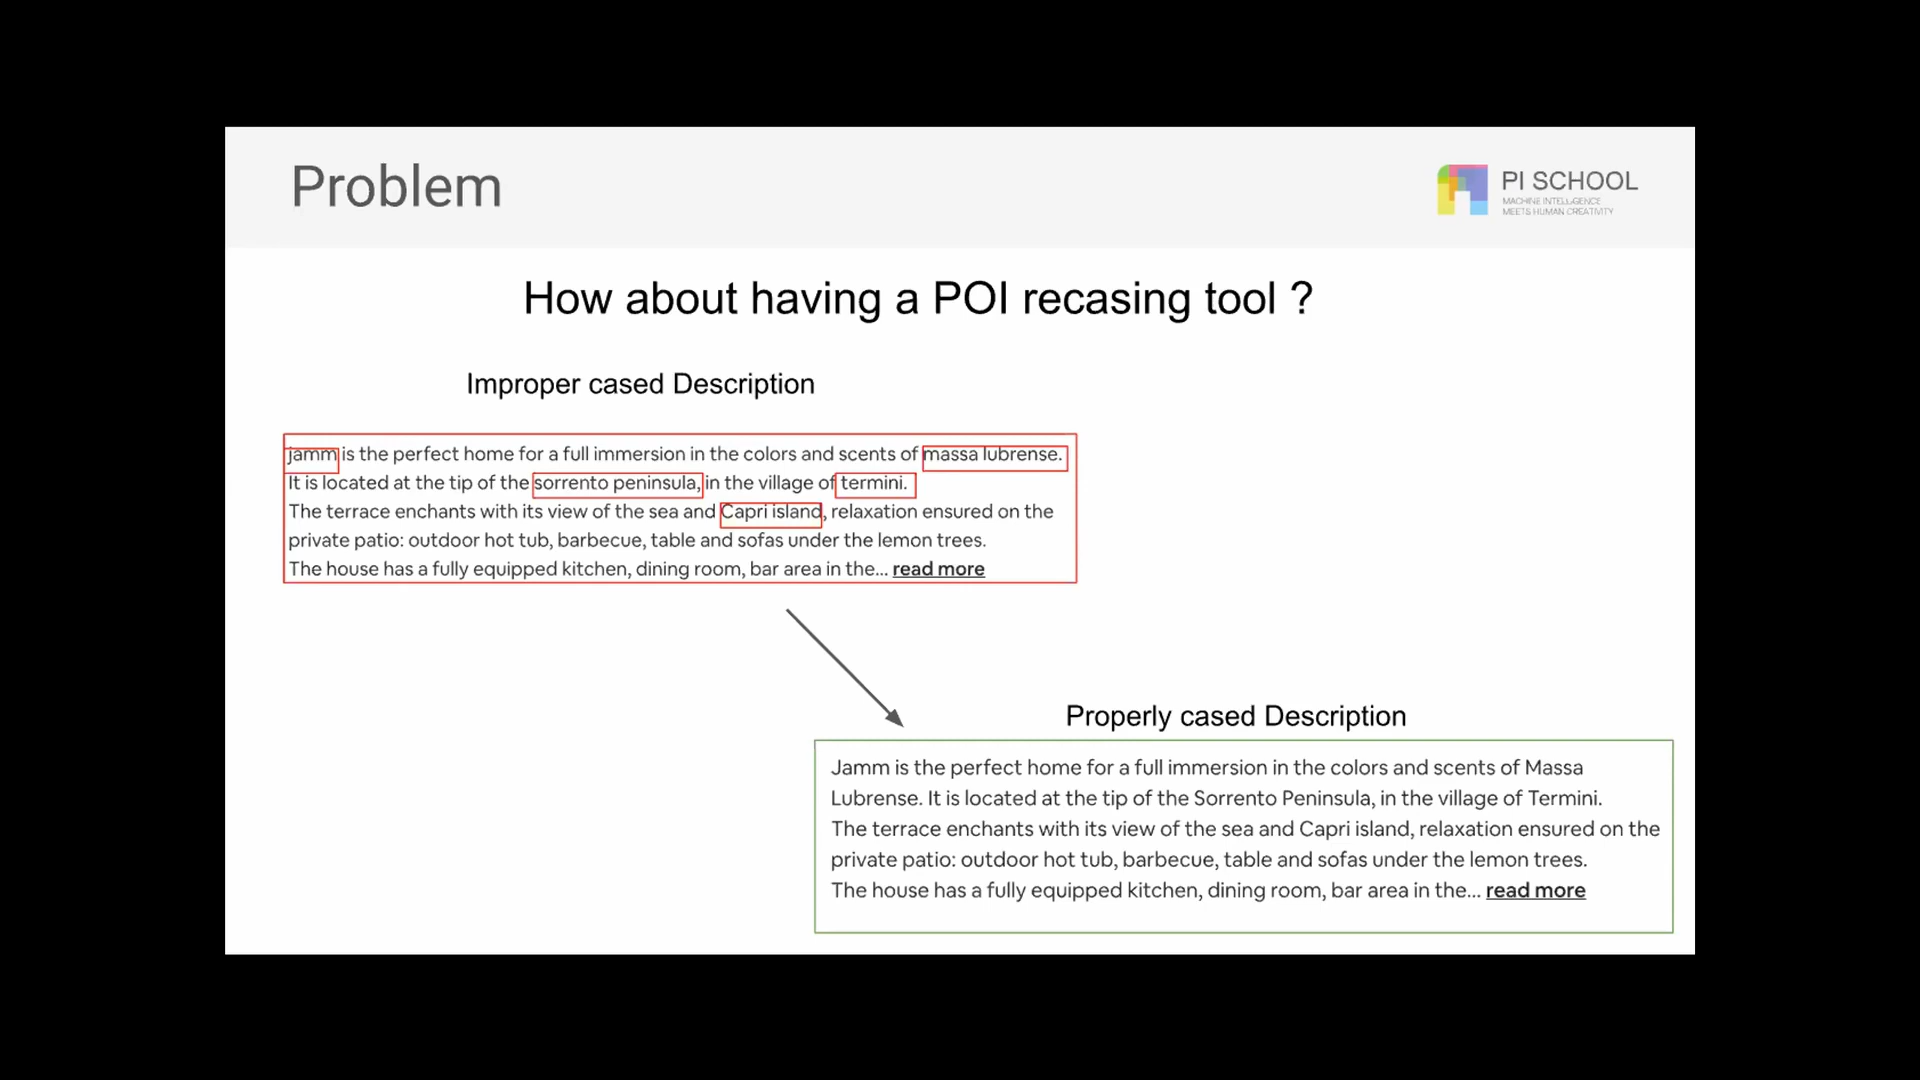 Problem
PI SCHOOL
MACHINE INTELLIGENCE
MEETS HUMAN CREATIVITY
How about having a POI recasing tool ?
Improper cased Description
jamm is the perfect home for a full immersion in the colors and scents of massa lubrense.
It is located at the tip of the sorrento peninsula, in the village of termini.
The terrace enchants with its view of the sea and Capri island, relaxation ensured on the
private patio: outdoor hot tub, barbecue, table and sofas under the lemon trees.
The house has a fully equipped kitchen, dining room, bar area in the... read more
Properly cased Description
Jamm is the perfect home for a full immersion in the colors and scents of Massa
Lubrense. It is located at the tip of the Sorrento Peninsula, in the village of Termini.
The terrace enchants with its view of the sea and Capri island, relaxation ensured on the
private patio: outdoor hot tub, barbecue, table and sofas under the lemon trees.
The house has a fully equipped kitchen, dining room, bar area in the... read more